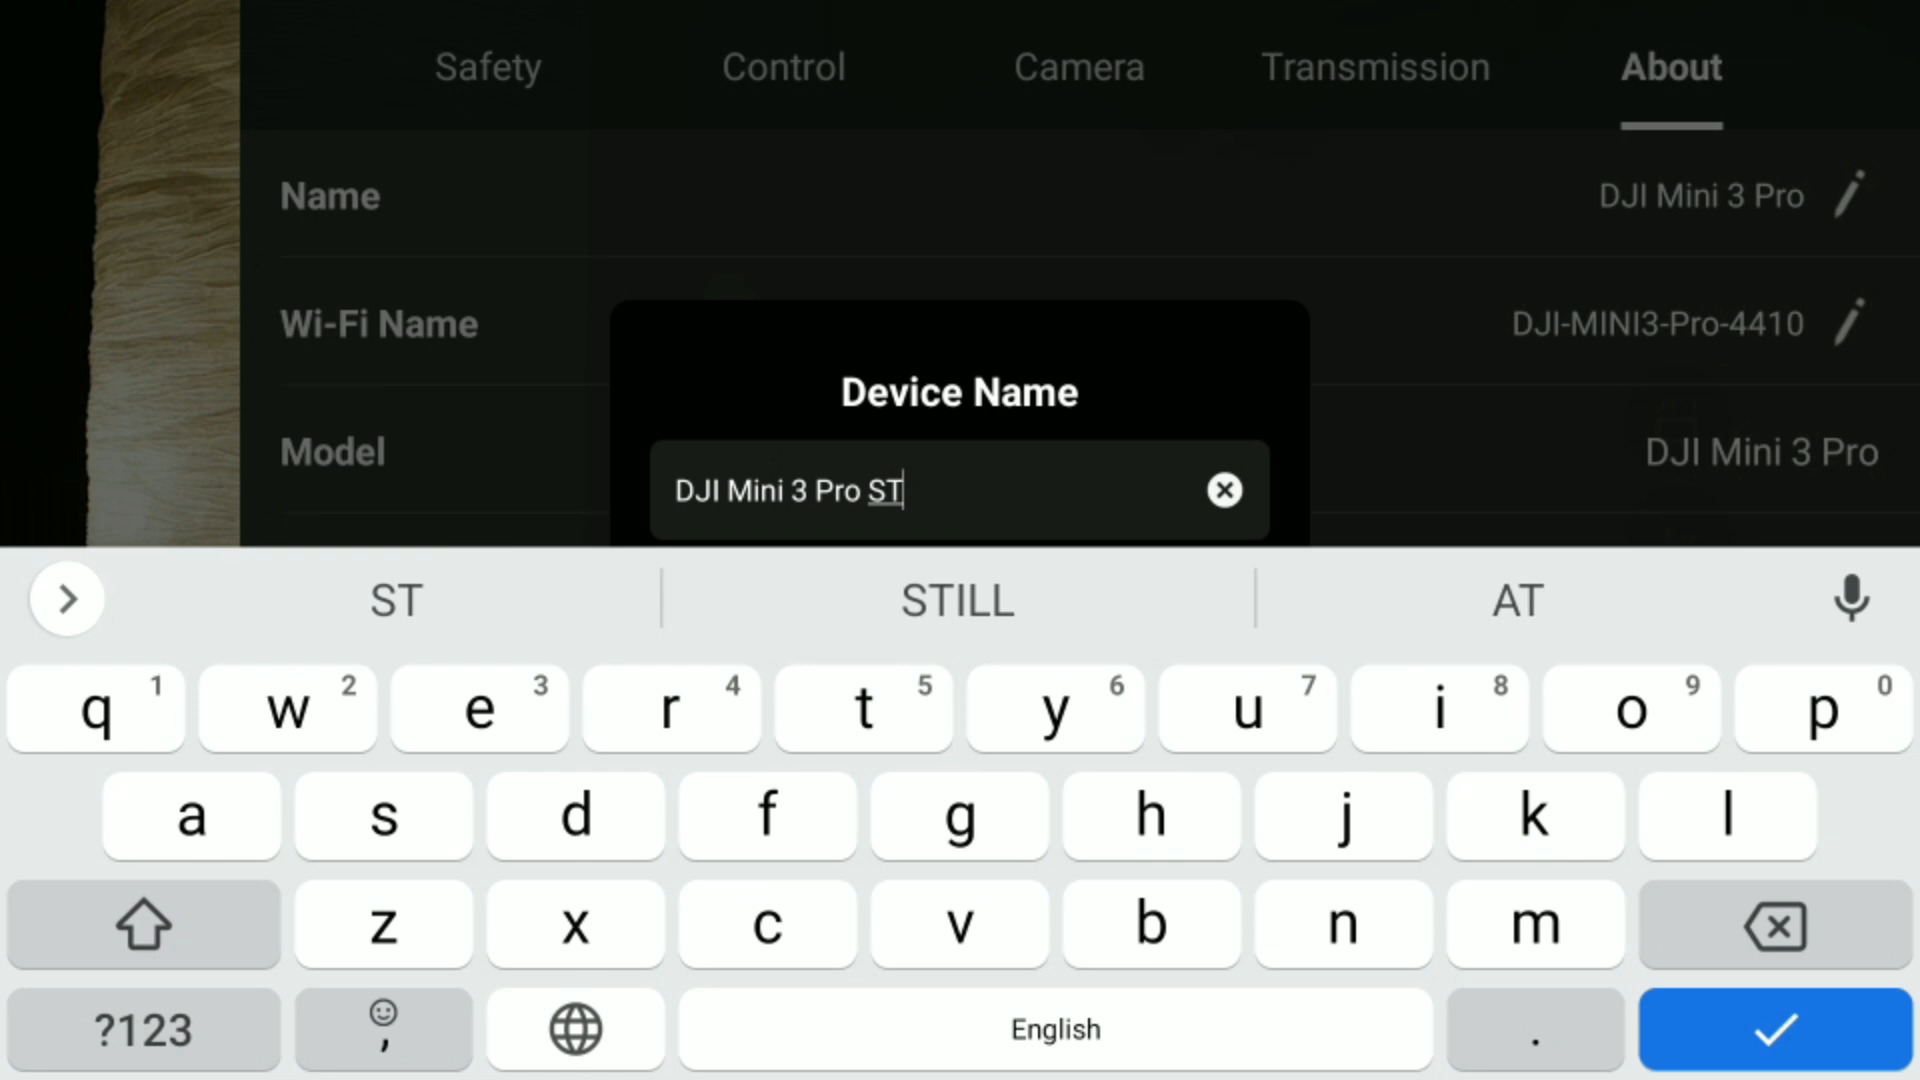 Safety Control Camera Transmission About
Name DJI Mini 3 Pro
Wi-Fi Name DJI-MINI3-Pro-4410
Device Name
Model DJI Mini 3 Pro
DJI Mini 3 Pro ST
ST STILL AT
q 1 w 2 e 3 r 4 t 5 y 6 u 7 i 8 o 9 p 0
a s d f g h j k l
z x c v b n m
?123 , English .